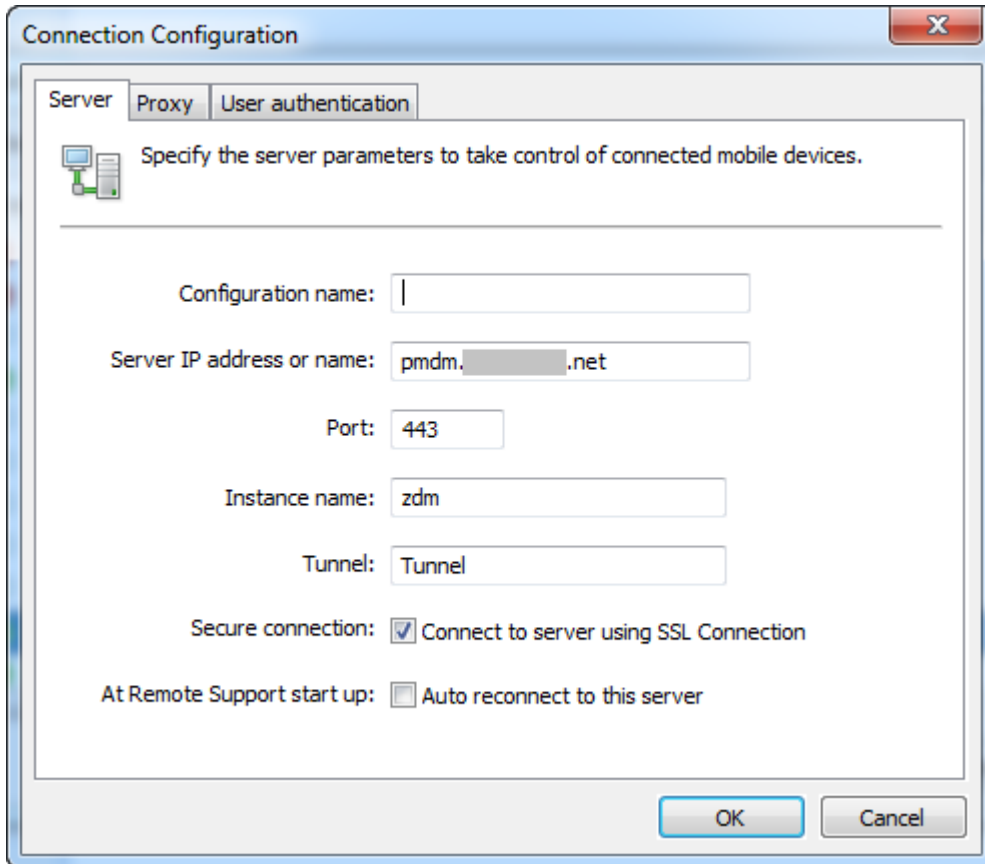 Connection Configuration
Server Proxy User authentication
Specify the server parameters to take control of connected mobile devices.
Configuration name:
Server IP address or name: pmdm. .net
Port: 443
Instance name: zdm
Tunnel: Tunnel
Secure connection: Connect to server using SSL Connection
At Remote Support start up: Auto reconnect to this server
OK Cancel